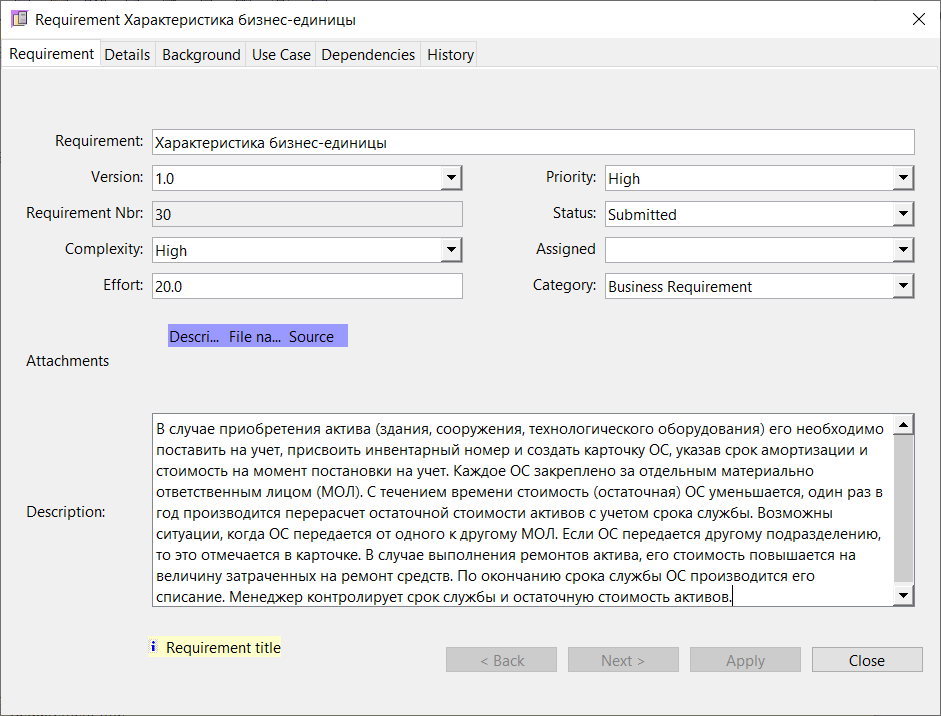 Requirement Характеристика бизнес-единицы
Requirement Details Background Use Case Dependencies History
Requirement: Характеристика бизнес-единицы
Version: 1.0 Priority: High
Requirement Nbr: 30 Status: Submitted
Complexity: High Assigned
Effort: 20.0 Category: Business Requirement
Descri... File na... Source
Attachments
В случае приобретения актива (здания, сооружения, технологического оборудования) его необходимо
поставить на учет, присвоить инвентарный номер и создать карточку ОС, указав срок амортизации и
стоимость на момент постановки на учет. Каждое ОС закреплено за отдельным материально
ответственным лицом (МОЛ). С течением времени стоимость (остаточная) ОС уменьшается, один раз в
Description: год производится перерасчет остаточной стоимости активов с учетом срока службы. Возможны
ситуации, когда ОС передается от одного к другому МОЛ. Если ОС передается другому подразделению,
то это отмечается в карточке. В случае выполнения ремонтов актива, его стоимость повышается на
величину затраченных на ремонт средств. По окончанию срока службы ОС производится его
списание. Менеджер контролирует срок службы и остаточную стоимость активов.
Requirement title
< Back Next > Apply Close